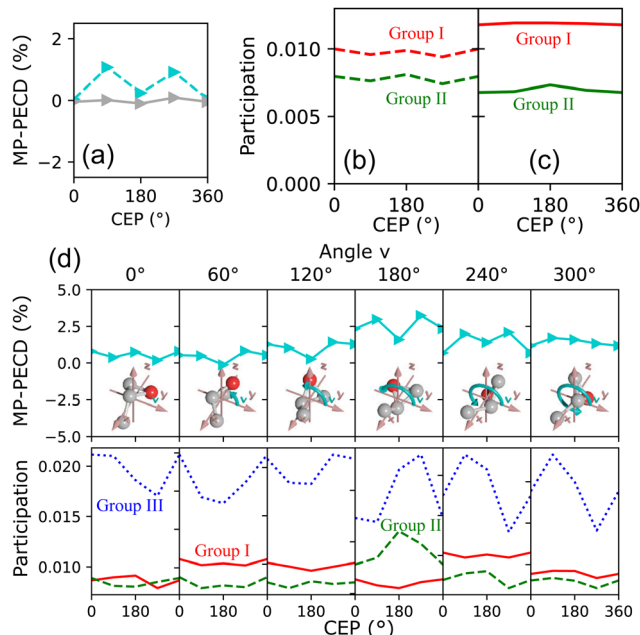 MP-PECD (%)
2
0
−2
(a)
0
180
360
CEP (°)
Participation
0.010
0.005
0.000
Group I
Group II
(b)
0
180
Group I
Group II
(c)
0
180
360
CEP (°)
(d)
Angle v
0°
60°
120°
180°
240°
300°
MP-PECD (%)
5.0
2.5
0.0
−2.5
−5.0
z
y
x
v
z
y
x
v
z
y
x
v
z
y
x
v
z
y
x
v
z
y
x
v
Participation
0.020
0.015
0.010
Group III
Group I
Group II
0
180
0
180
0
180
0
180
0
180
0
180
360
CEP (°)